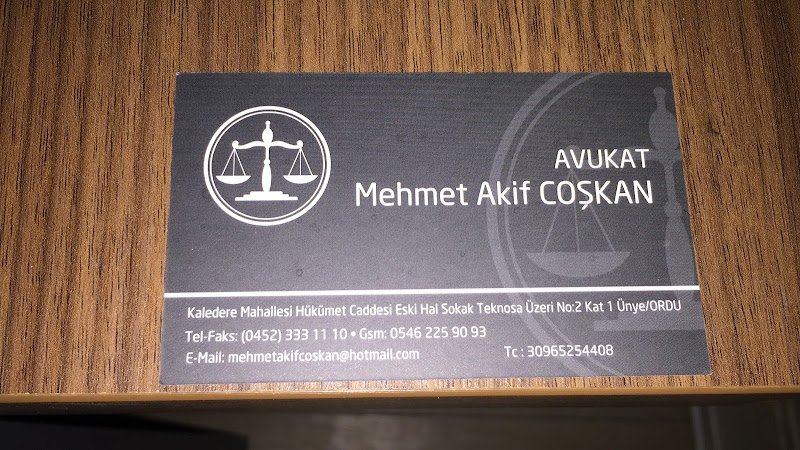 AVUKAT
Mehmet Akif COŞKAN
Kaledere Mahallesi Hükümet Caddesi Eski Hal Sokak Teknosa Üzeri No:2 Kat 1 Ünye/ORDU
Tel-Faks: (0452) 333 11 10 • Gsm: 0546 225 90 93
E-Mail: mehmetakifcoskan@hotmail.com Tc : 30965254408